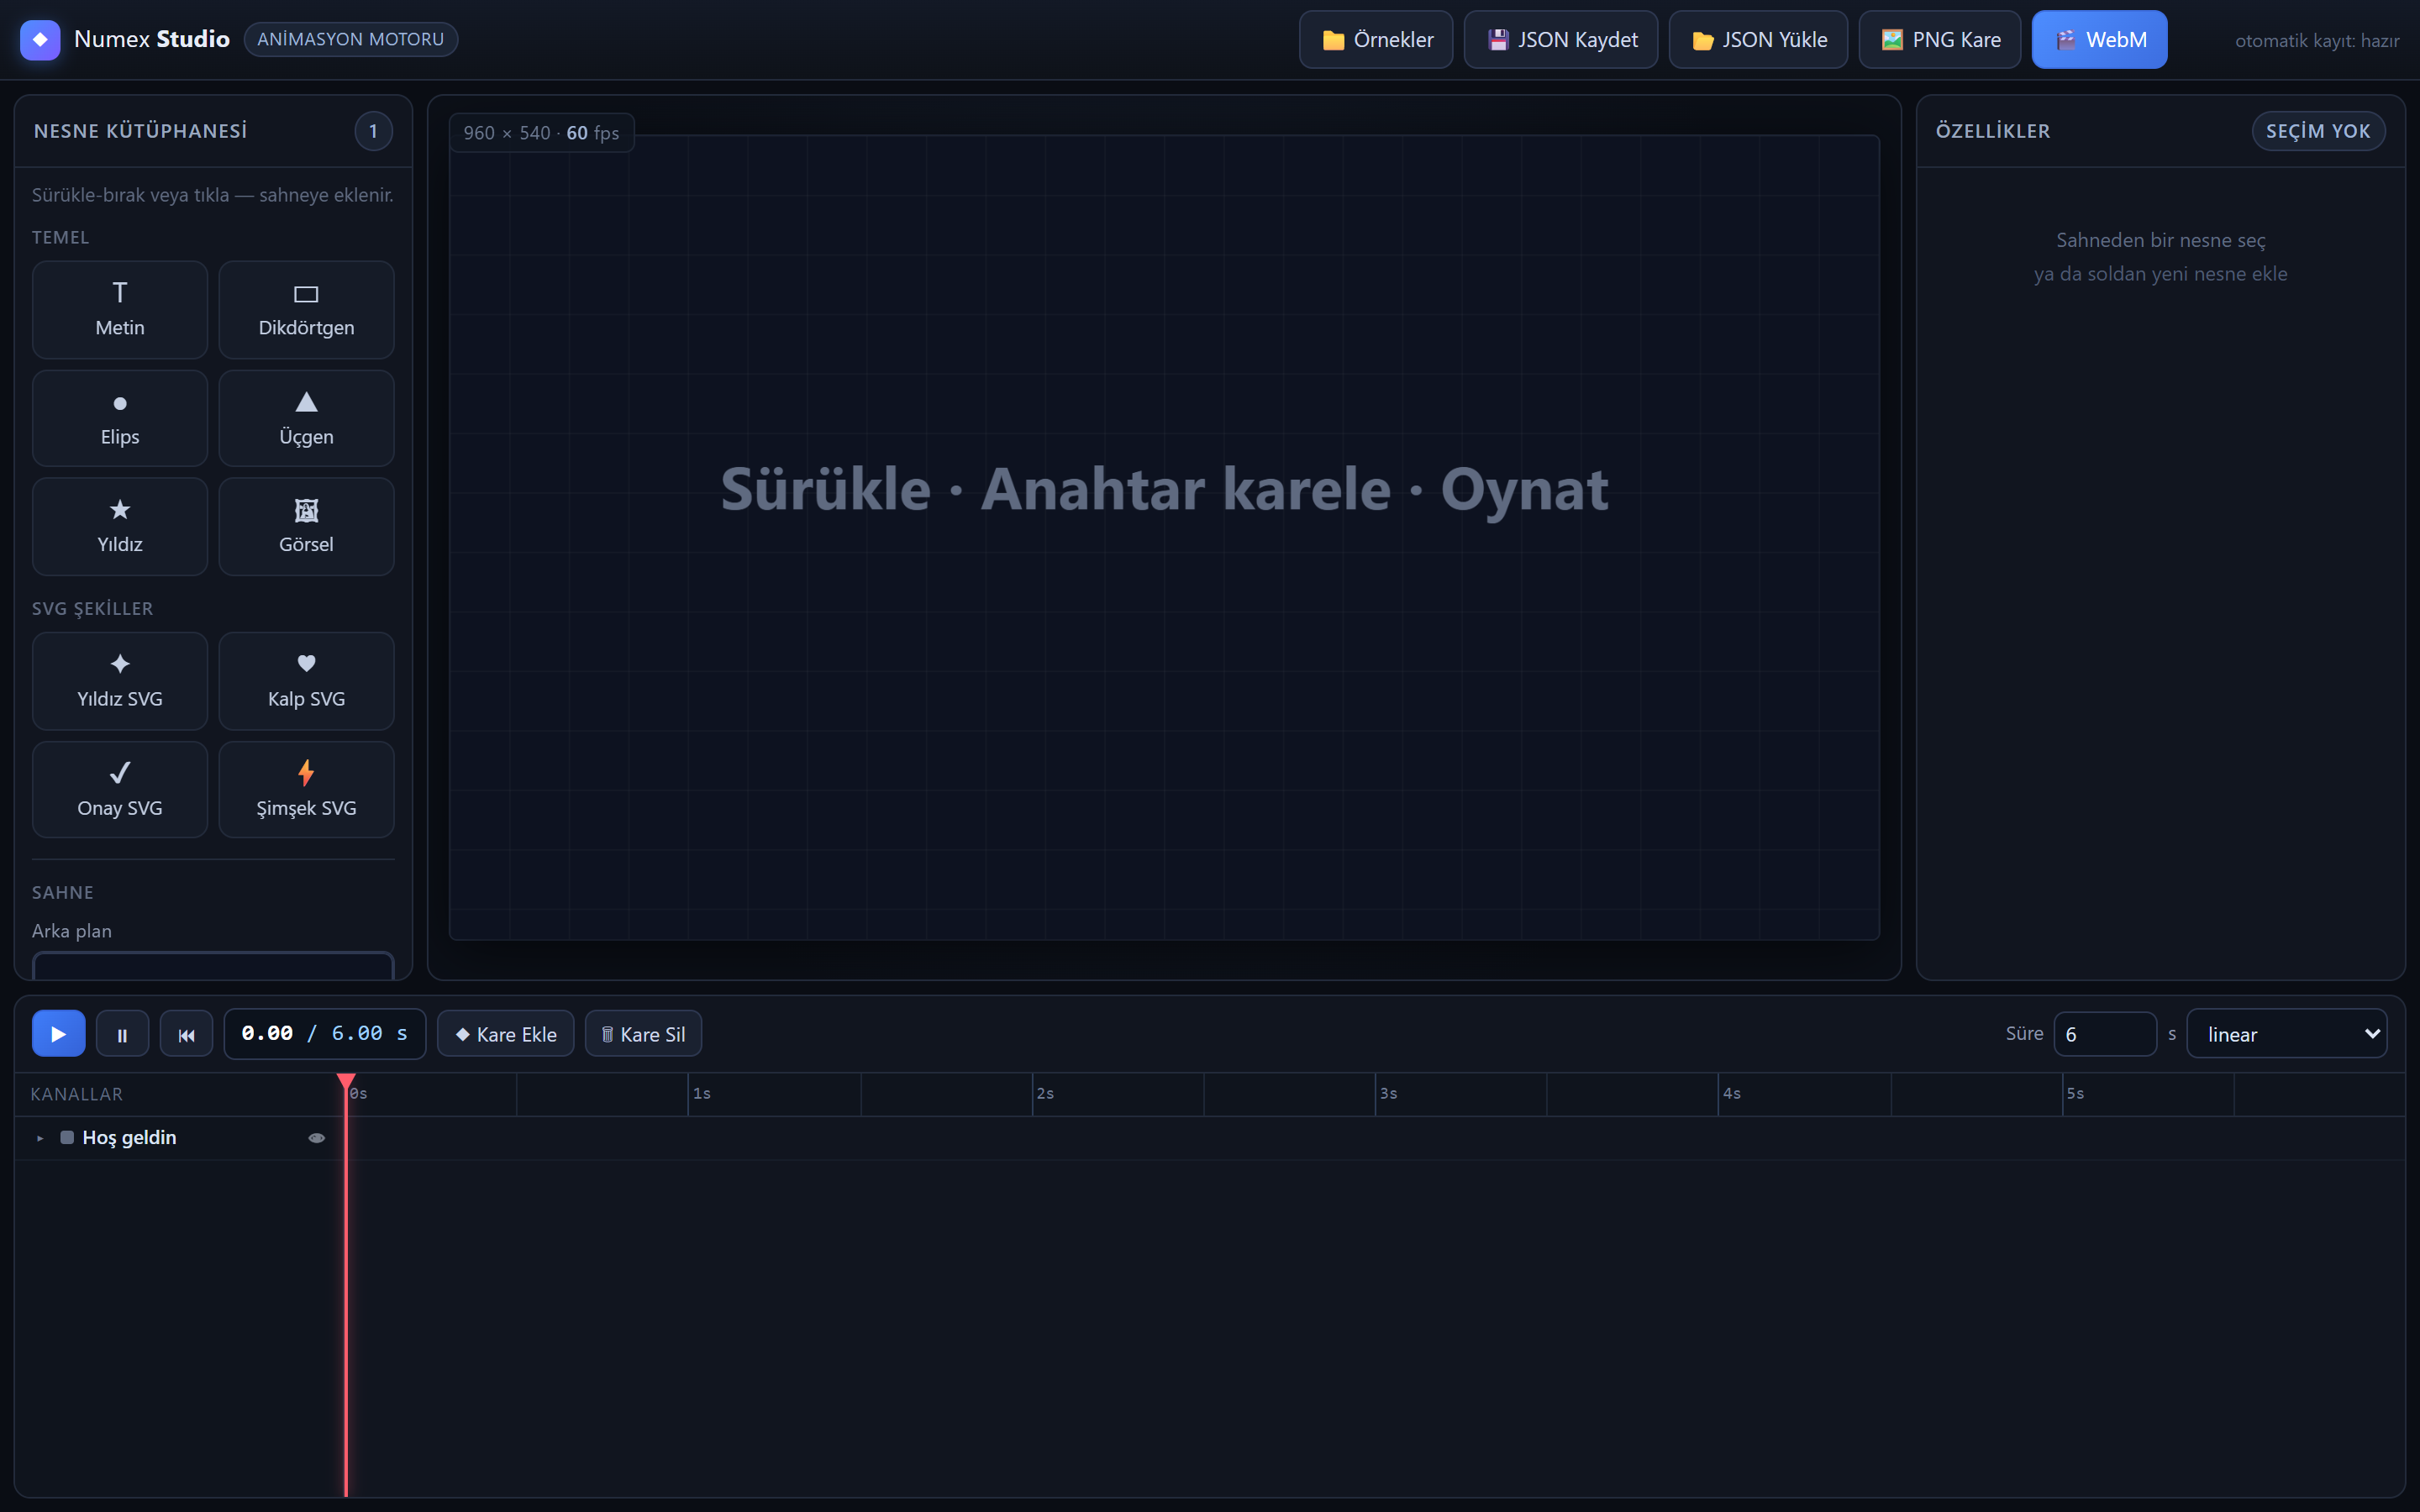 Numex Studio ANİMASYON MOTORU
Örnekler
JSON Kaydet
JSON Yükle
PNG Kare
WebM
otomatik kayıt: hazır
NESNE KÜTÜPHANESİ
1
Sürükle-bırak veya tıkla — sahneye eklenir.
TEMEL
T
Metin
Dikdörtgen
Elips
Üçgen
Yıldız
Görsel
SVG ŞEKİLLER
Yıldız SVG
Kalp SVG
Onay SVG
Şimşek SVG
SAHNE
Arka plan
960 × 540 · 60 fps
Sürükle · Anahtar karele · Oynat
ÖZELLİKLER
SEÇİM YOK
Sahneden bir nesne seç
ya da soldan yeni nesne ekle
0.00 / 6.00 s
Kare Ekle
Kare Sil
Süre 6 s
linear
KANALLAR
0s 1s 2s 3s 4s 5s
Hoş geldin